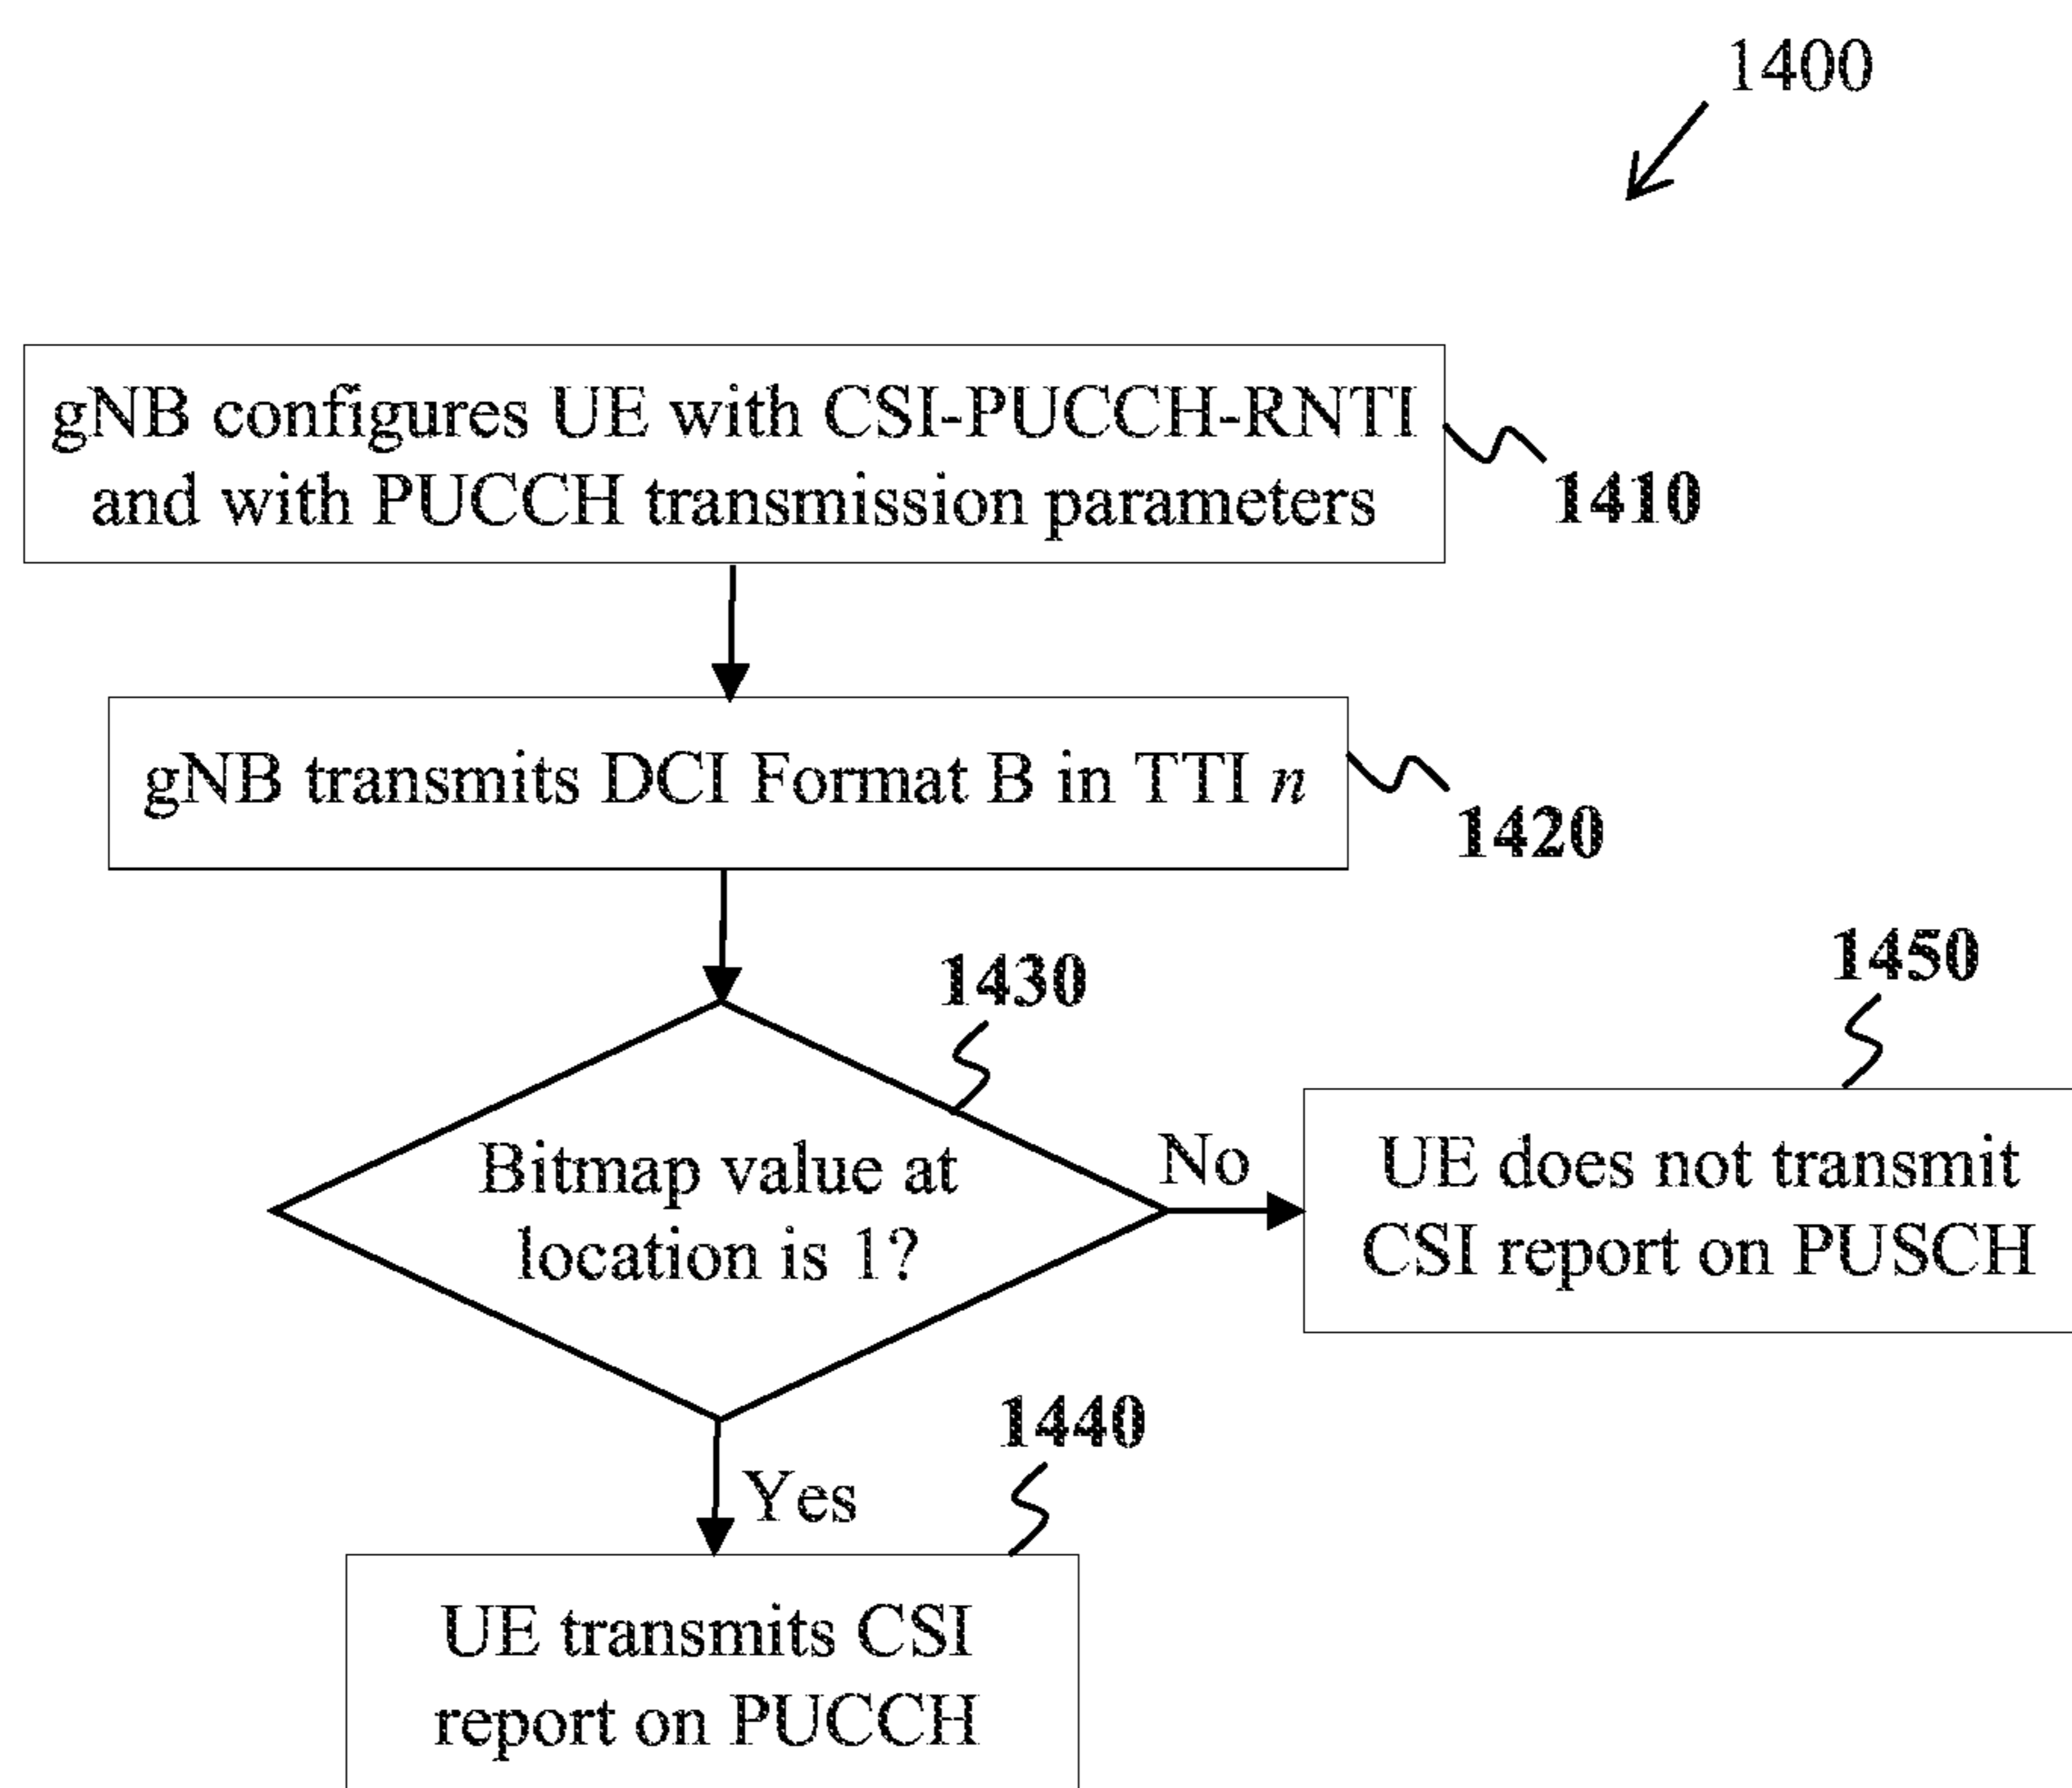 1400
gNB configures UE with CSI-PUCCH-RNTI
and with PUCCH transmission parameters
1410
gNB transmits DCI Format B in TTI n
1420
1430
Bitmap value at
location is 1?
No
1450
UE does not transmit
CSI report on PUSCH
Yes
1440
UE transmits CSI
report on PUCCH